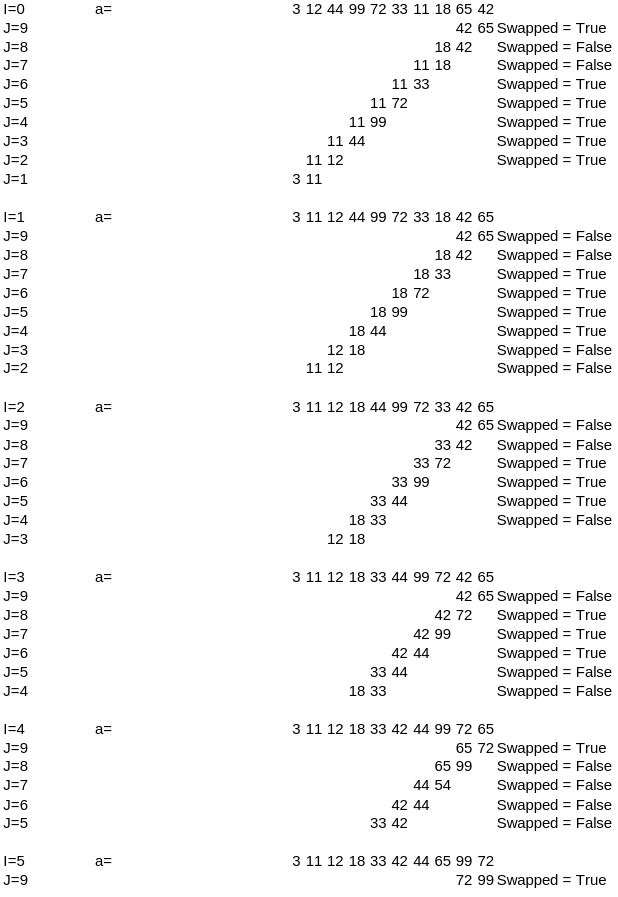 I=0 a= 3 12 44 99 72 33 11 18 65 42
J=9 42 65 Swapped = True
J=8 18 42 Swapped = False
J=7 11 18 Swapped = False
J=6 11 33 Swapped = True
J=5 11 72 Swapped = True
J=4 11 99 Swapped = True
J=3 11 44 Swapped = True
J=2 11 12 Swapped = True
J=1 3 11
I=1 a= 3 11 12 44 99 72 33 18 42 65
J=9 42 65 Swapped = False
J=8 18 42 Swapped = False
J=7 18 33 Swapped = True
J=6 18 72 Swapped = True
J=5 18 99 Swapped = True
J=4 18 44 Swapped = True
J=3 12 18 Swapped = False
J=2 11 12 Swapped = False
I=2 a= 3 11 12 18 44 99 72 33 42 65
J=9 42 65 Swapped = False
J=8 33 42 Swapped = False
J=7 33 72 Swapped = True
J=6 33 99 Swapped = True
J=5 33 44 Swapped = True
J=4 18 33 Swapped = False
J=3 12 18
I=3 a= 3 11 12 18 33 44 99 72 42 65
J=9 42 65 Swapped = False
J=8 42 72 Swapped = True
J=7 42 99 Swapped = True
J=6 42 44 Swapped = True
J=5 33 44 Swapped = False
J=4 18 33 Swapped = False
I=4 a= 3 11 12 18 33 42 44 99 72 65
J=9 65 72 Swapped = True
J=8 65 99 Swapped = False
J=7 44 54 Swapped = False
J=6 42 44 Swapped = False
J=5 33 42 Swapped = False
I=5 a= 3 11 12 18 33 42 44 65 99 72
J=9 72 99 Swapped = True